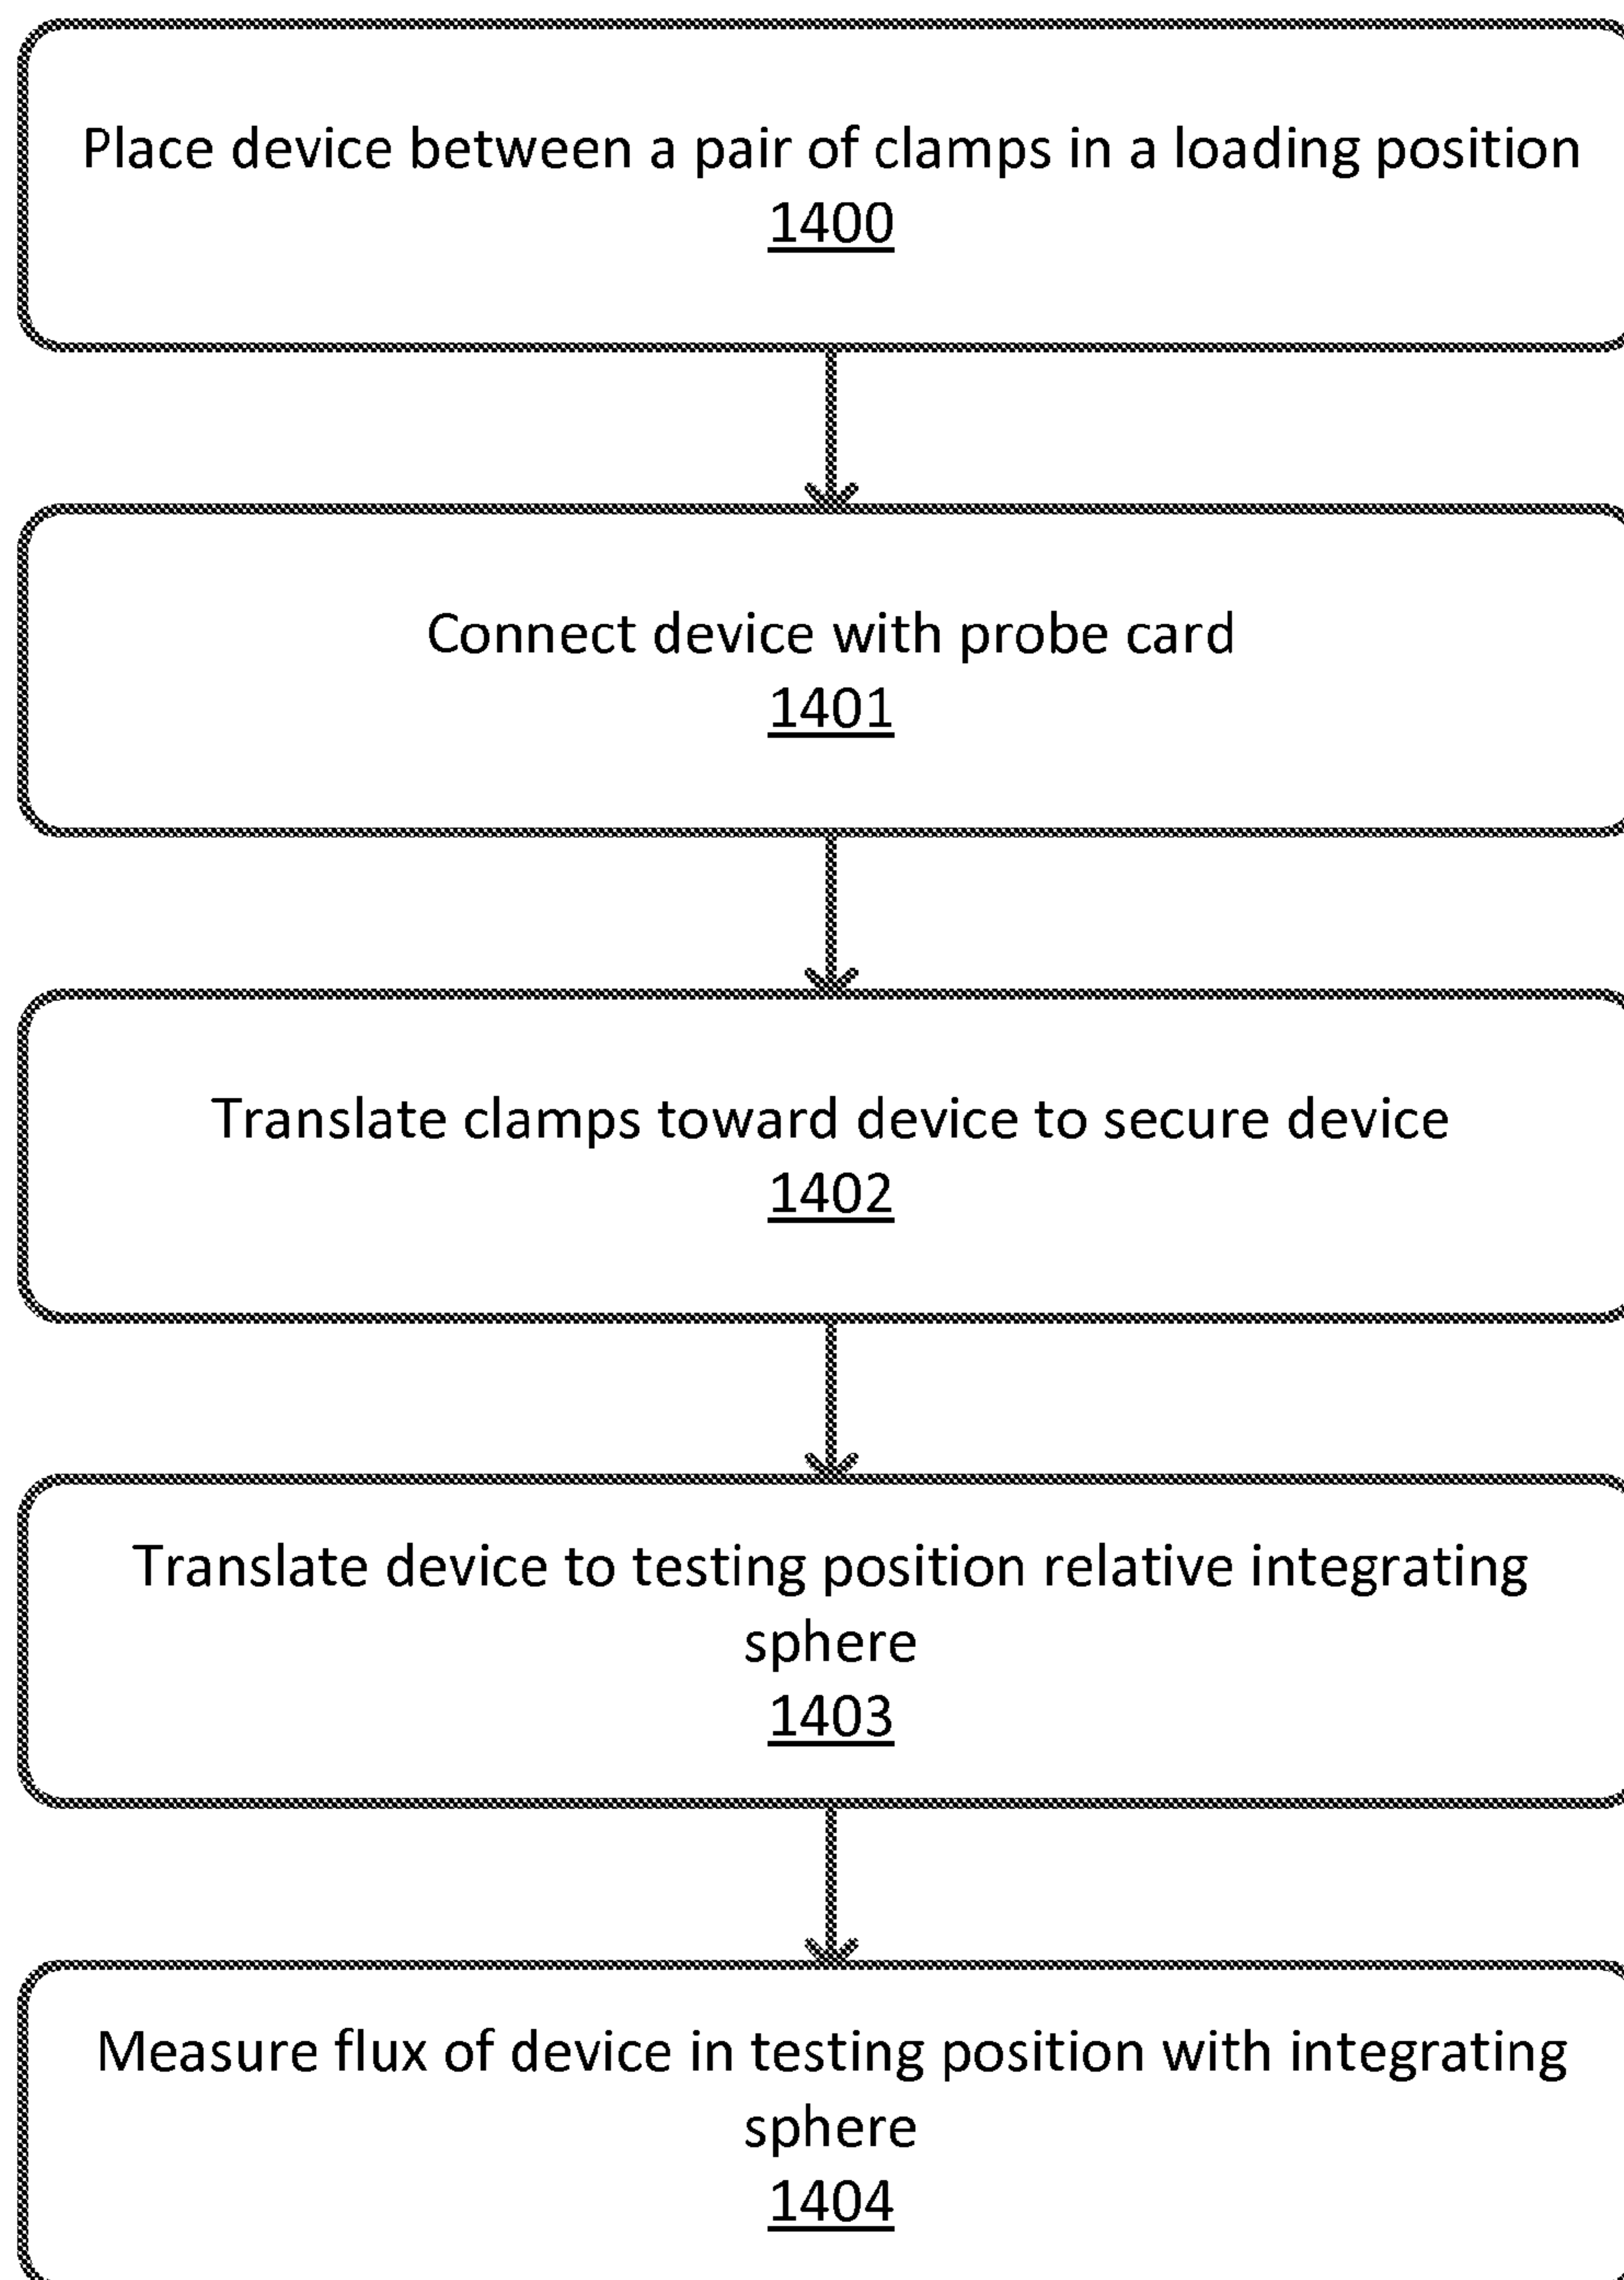 Place device between a pair of clamps in a loading position
1400
Connect device with probe card
1401
Translate clamps toward device to secure device
1402
Translate device to testing position relative integrating
sphere
1403
Measure flux of device in testing position with integrating
sphere
1404